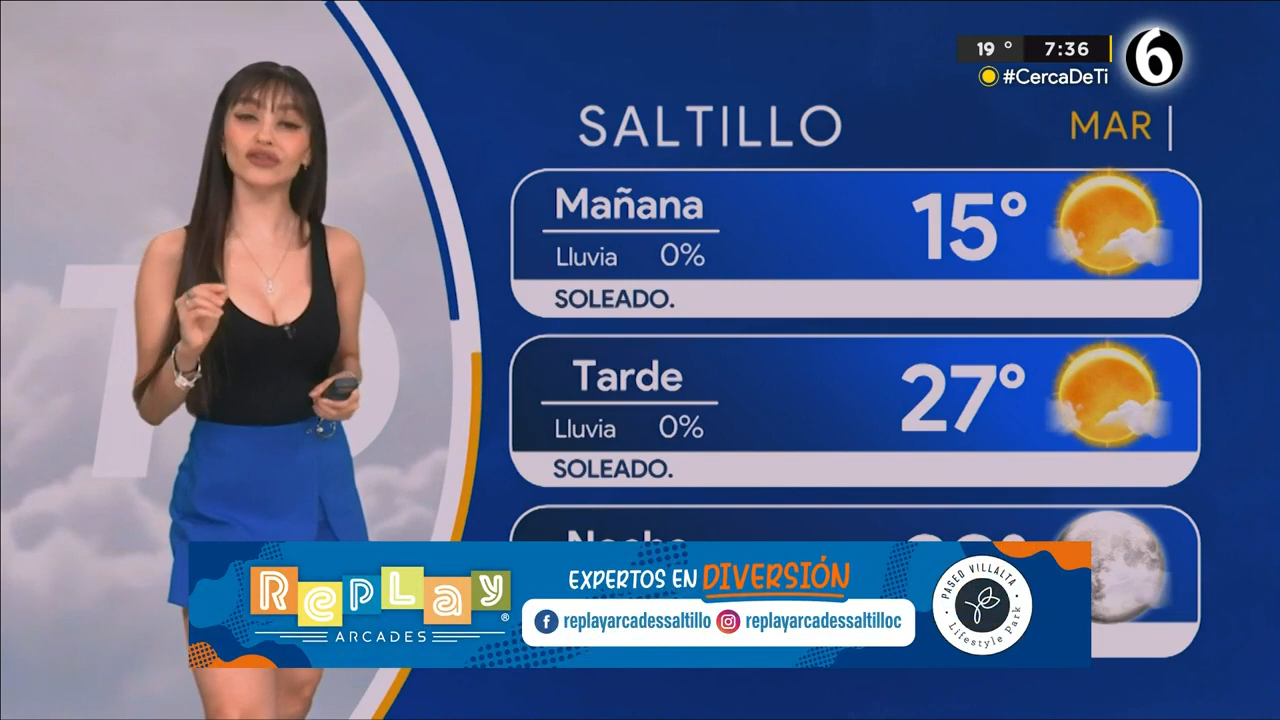 19 ° 7:36
6
#CercaDeTi
SALTILLO
MAR
Mañana
15°
Lluvia 0%
SOLEADO.
Tarde
27°
Lluvia 0%
SOLEADO.
Noche
RePLay®
ARCADES
EXPERTOS EN DIVERSIÓN
replayarcadessaltillo replayarcadessaltilloc
PASEO VILLALTA
Lifestyle Park